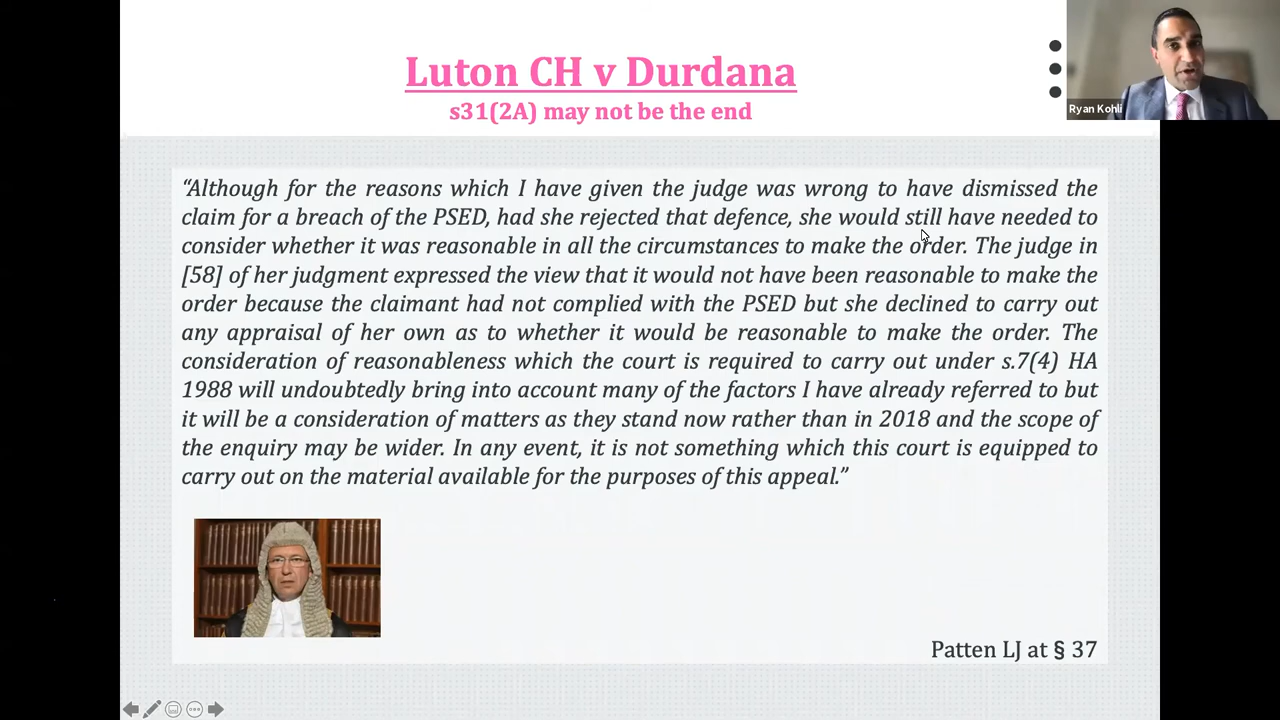 Luton CH v Durdana
s31(2A) may not be the end
Ryan Kohli
“Although for the reasons which I have given the judge was wrong to have dismissed the
claim for a breach of the PSED, had she rejected that defence, she would still have needed to
consider whether it was reasonable in all the circumstances to make the order. The judge in
[58] of her judgment expressed the view that it would not have been reasonable to make the
order because the claimant had not complied with the PSED but she declined to carry out
any appraisal of her own as to whether it would be reasonable to make the order. The
consideration of reasonableness which the court is required to carry out under s.7(4) HA
1988 will undoubtedly bring into account many of the factors I have already referred to but
it will be a consideration of matters as they stand now rather than in 2018 and the scope of
the enquiry may be wider. In any event, it is not something which this court is equipped to
carry out on the material available for the purposes of this appeal.”
Patten LJ at § 37